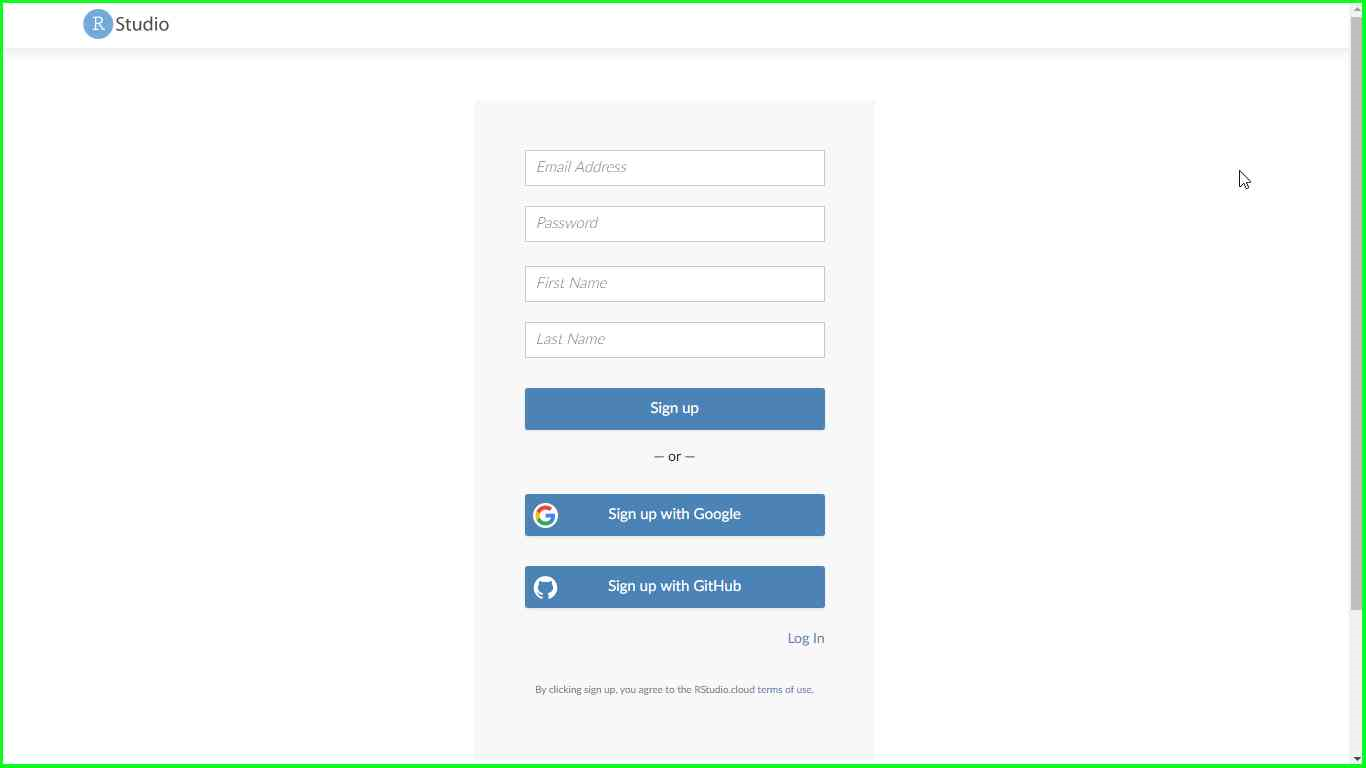 R Studio
Email Address
Password
First Name
Last Name
Sign up
— or —
Sign up with Google
Sign up with GitHub
Log In
By clicking sign up, you agree to the RStudio.cloud terms of use.